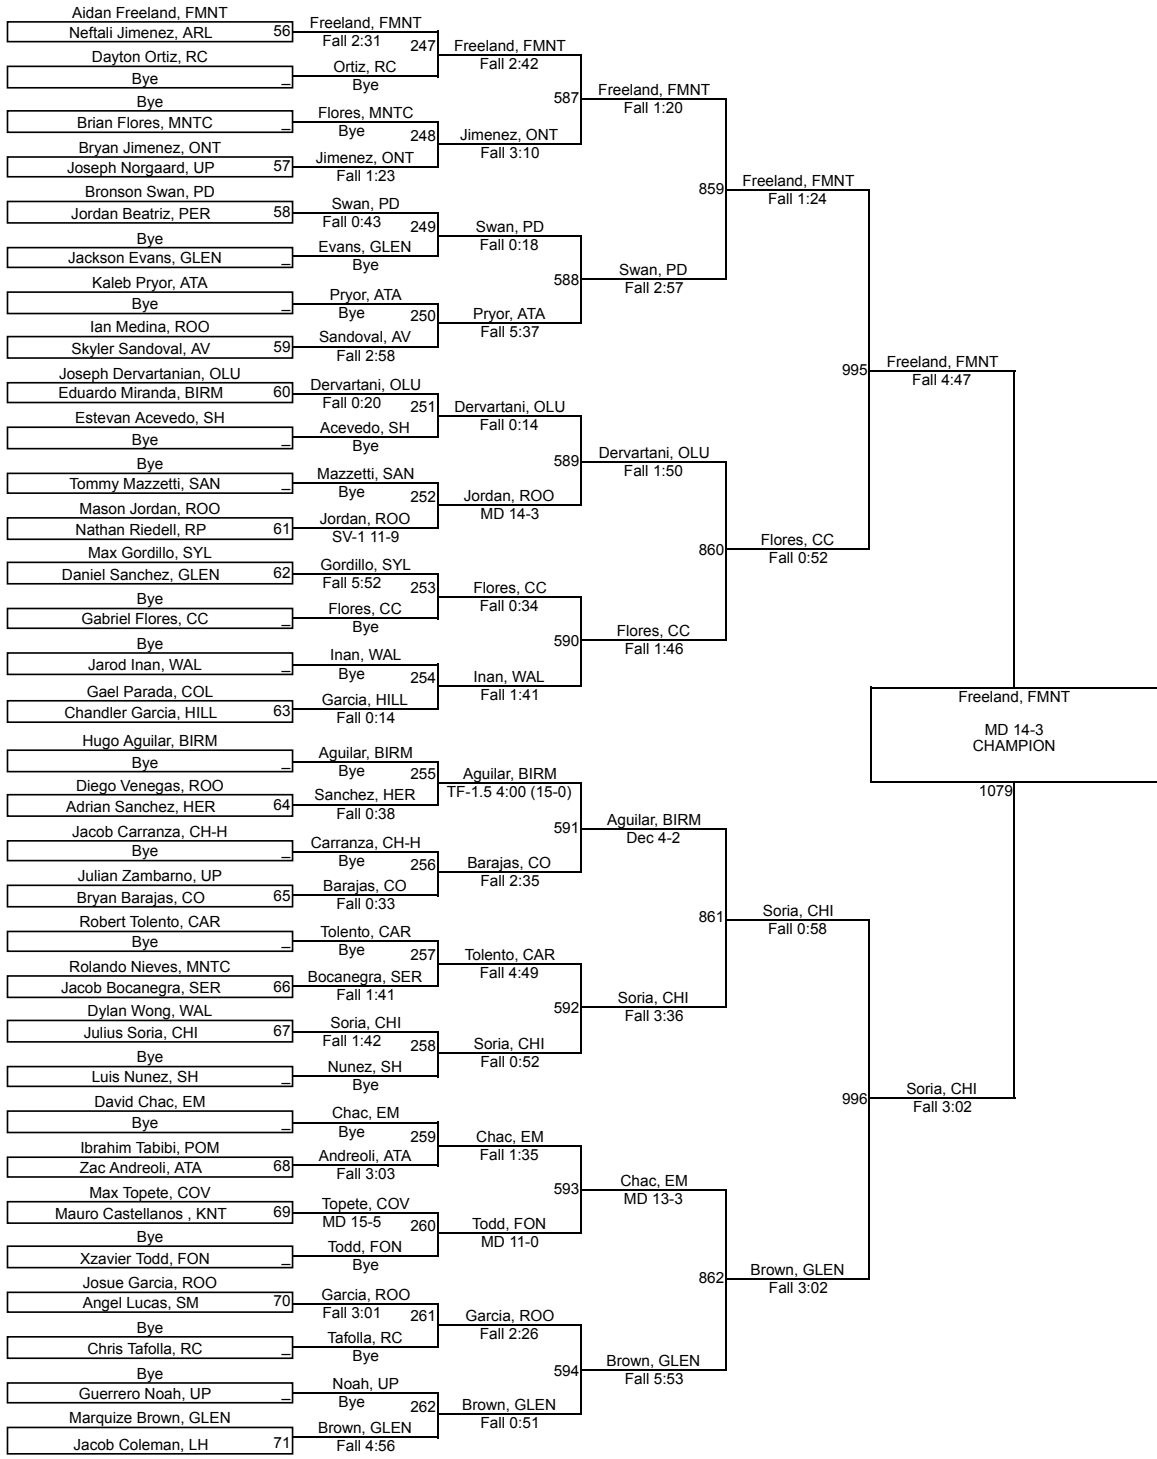 Aidan Freeland, FMNT
Neftali Jimenez, ARL 56
Dayton Ortiz, RC
Bye _
Bye
Brian Flores, MNTC _
Bryan Jimenez, ONT
Joseph Norgaard, UP 57
Bronson Swan, PD
Jordan Beatriz, PER 58
Bye
Jackson Evans, GLEN _
Kaleb Pryor, ATA
Bye _
Ian Medina, ROO
Skyler Sandoval, AV 59
Joseph Dervartanian, OLU
Eduardo Miranda, BIRM 60
Estevan Acevedo, SH
Bye _
Bye
Tommy Mazzetti, SAN _
Mason Jordan, ROO
Nathan Riedell, RP 61
Max Gordillo, SYL
Daniel Sanchez, GLEN 62
Bye
Gabriel Flores, CC _
Bye
Jarod Inan, WAL _
Gael Parada, COL
Chandler Garcia, HILL 63
Hugo Aguilar, BIRM
Bye _
Diego Venegas, ROO
Adrian Sanchez, HER 64
Jacob Carranza, CH-H
Bye _
Julian Zambarno, UP
Bryan Barajas, CO 65
Robert Tolento, CAR
Bye _
Rolando Nieves, MNTC
Jacob Bocanegra, SER 66
Dylan Wong, WAL
Julius Soria, CHI 67
Bye
Luis Nunez, SH _
David Chac, EM
Bye _
Ibrahim Tabibi, POM
Zac Andreoli, ATA 68
Max Topete, COV
Mauro Castellanos , KNT 69
Bye
Xzavier Todd, FON _
Josue Garcia, ROO
Angel Lucas, SM 70
Bye
Chris Tafolla, RC _
Bye
Guerrero Noah, UP _
Marquize Brown, GLEN
Jacob Coleman, LH 71
Freeland, FMNT
Fall 2:31
247
Ortiz, RC
Bye
Flores, MNTC
Bye
248
Jimenez, ONT
Fall 1:23
Swan, PD
Fall 0:43
249
Evans, GLEN
Bye
Pryor, ATA
Bye
250
Sandoval, AV
Fall 2:58
Dervartani, OLU
Fall 0:20
251
Acevedo, SH
Bye
Mazzetti, SAN
Bye
252
Jordan, ROO
SV-1 11-9
Gordillo, SYL
Fall 5:52
253
Flores, CC
Bye
Inan, WAL
Bye
254
Garcia, HILL
Fall 0:14
Aguilar, BIRM
Bye
255
Sanchez, HER
Fall 0:38
Carranza, CH-H
Bye
256
Barajas, CO
Fall 0:33
Tolento, CAR
Bye
257
Bocanegra, SER
Fall 1:41
Soria, CHI
Fall 1:42
258
Nunez, SH
Bye
Chac, EM
Bye
259
Andreoli, ATA
Fall 3:03
Topete, COV
MD 15-5
260
Todd, FON
Bye
Garcia, ROO
Fall 3:01
261
Tafolla, RC
Bye
Noah, UP
Bye
262
Brown, GLEN
Fall 4:56
Freeland, FMNT
Fall 2:42
587
Jimenez, ONT
Fall 3:10
Swan, PD
Fall 0:18
588
Pryor, ATA
Fall 5:37
Dervartani, OLU
Fall 0:14
589
Jordan, ROO
MD 14-3
Flores, CC
Fall 0:34
590
Inan, WAL
Fall 1:41
Aguilar, BIRM
TF-1.5 4:00 (15-0)
591
Barajas, CO
Fall 2:35
Tolento, CAR
Fall 4:49
592
Soria, CHI
Fall 0:52
Chac, EM
Fall 1:35
593
Todd, FON
MD 11-0
Garcia, ROO
Fall 2:26
594
Brown, GLEN
Fall 0:51
Freeland, FMNT
Fall 1:20
859
Swan, PD
Fall 2:57
Dervartani, OLU
Fall 1:50
860
Flores, CC
Fall 1:46
Aguilar, BIRM
Dec 4-2
861
Soria, CHI
Fall 3:36
Chac, EM
MD 13-3
862
Brown, GLEN
Fall 5:53
Freeland, FMNT
Fall 1:24
995
Flores, CC
Fall 0:52
Soria, CHI
Fall 0:58
996
Brown, GLEN
Fall 3:02
Freeland, FMNT
Fall 4:47
Soria, CHI
Fall 3:02
Freeland, FMNT
MD 14-3
CHAMPION
1079